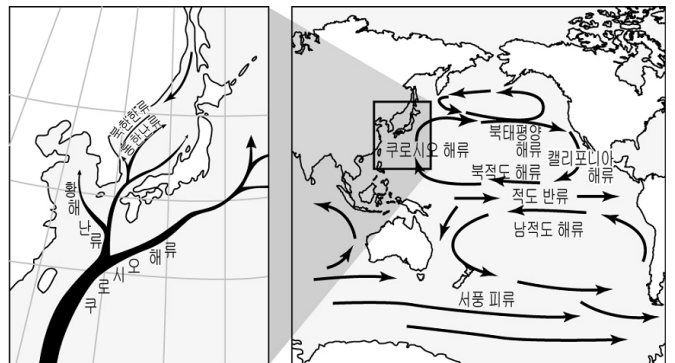 북한한류
동한난류
황해난류
쿠로시오 해류
쿠로시오 해류
북태평양
해류
캘리포니아
해류
북적도 해류
적도 반류
남적도 해류
서풍 피류